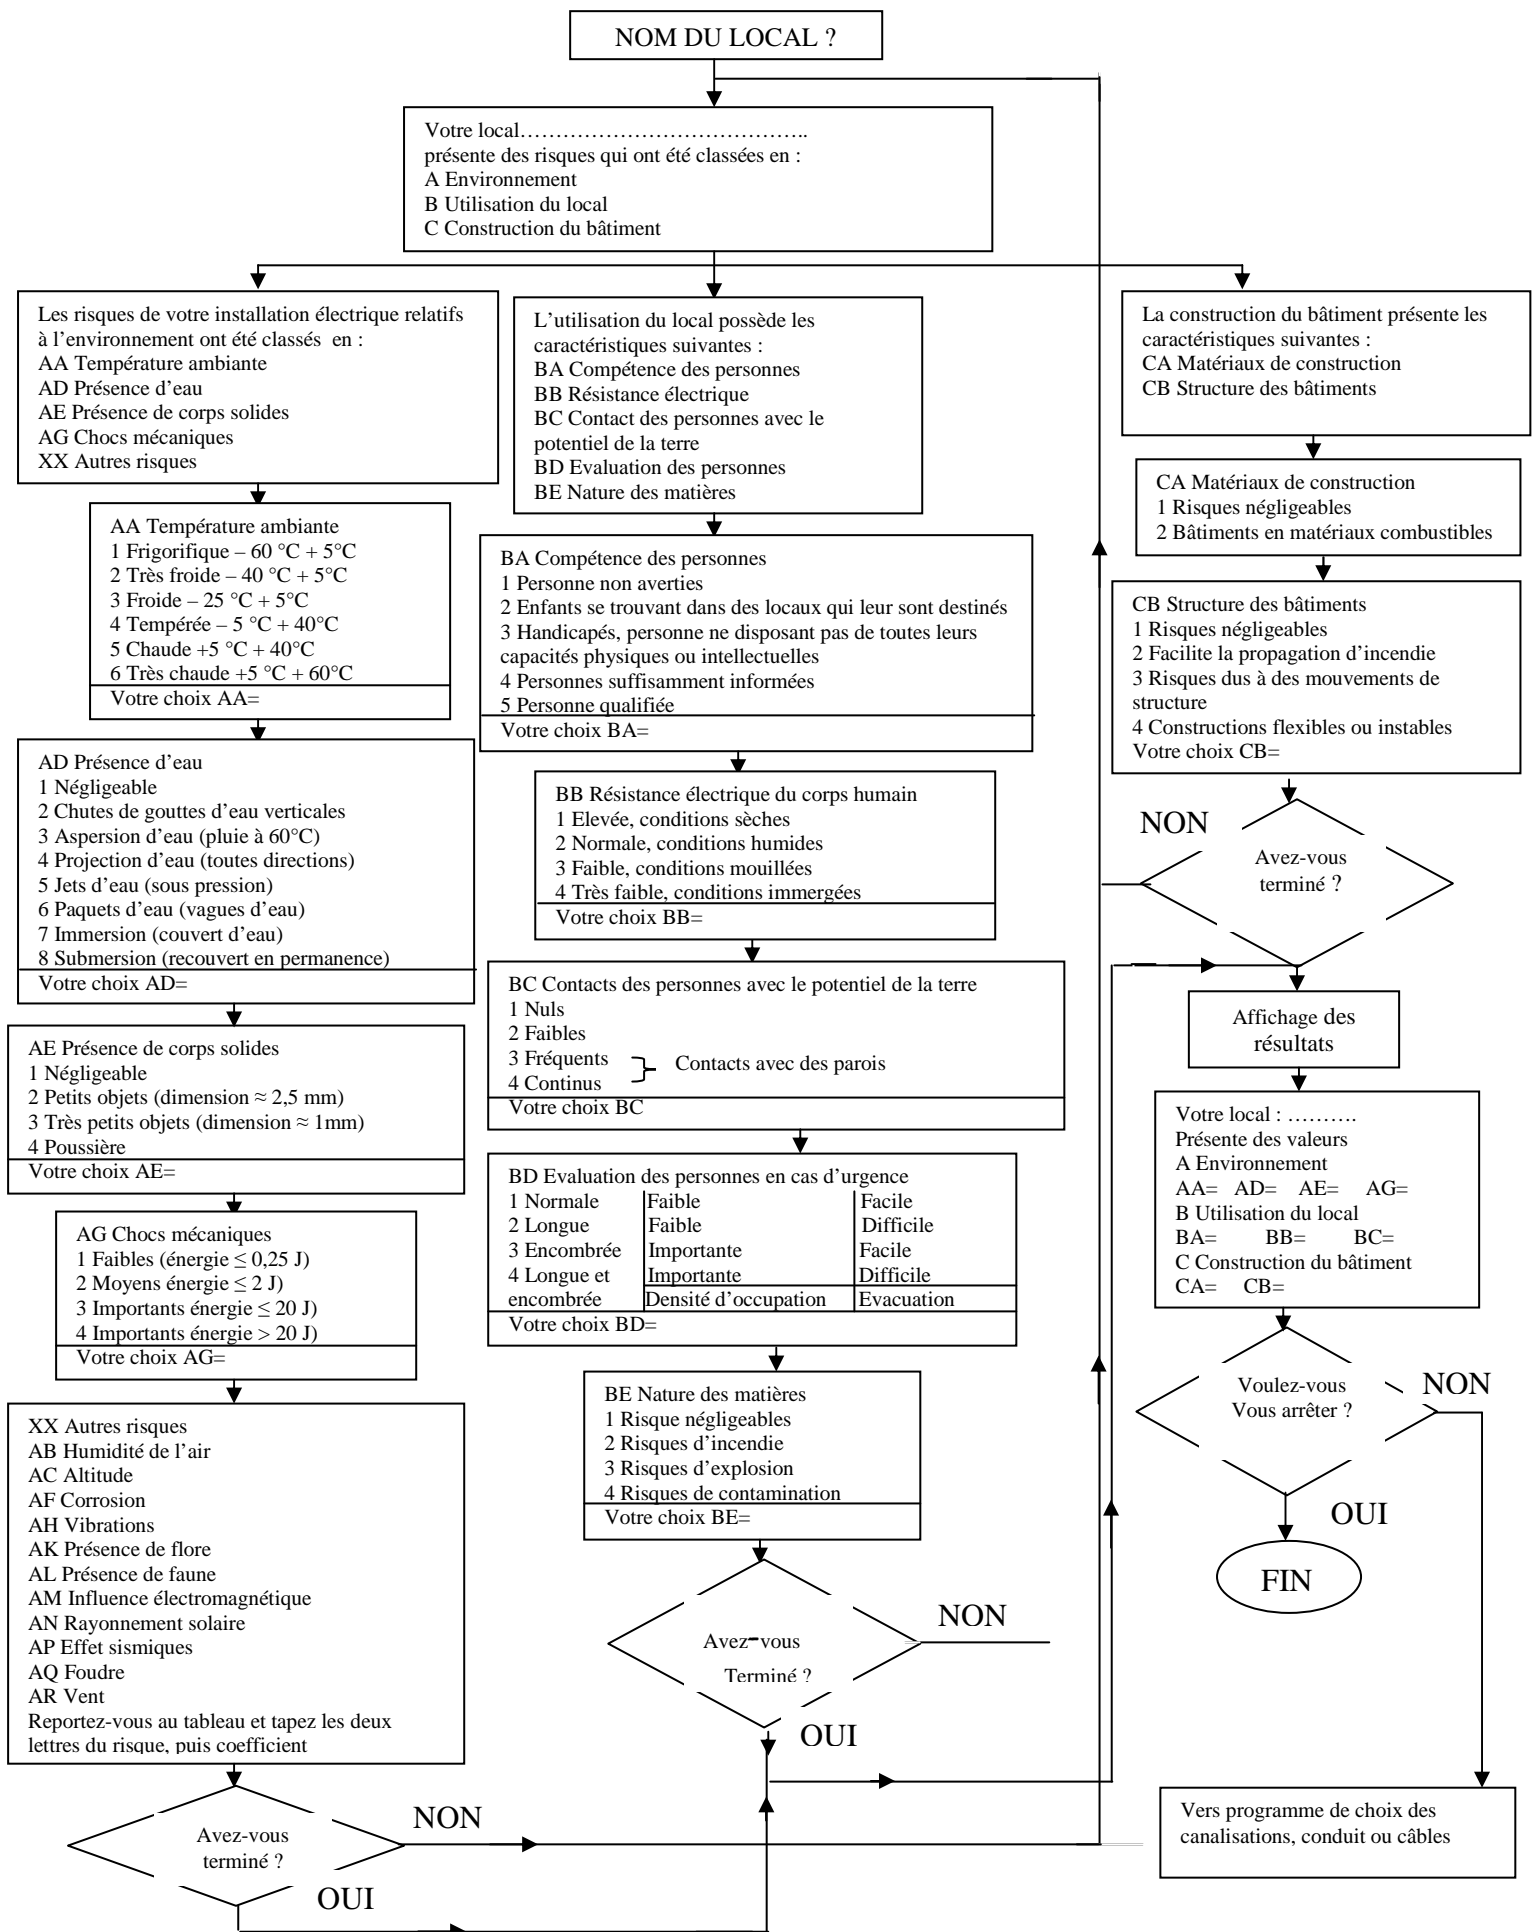 NOM DU LOCAL ?
Votre local…………………………………..
présente des risques qui ont été classées en :
A Environnement
B Utilisation du local
C Construction du bâtiment
Les risques de votre installation électrique relatifs
à l’environnement ont été classés en :
AA Température ambiante
AD Présence d’eau
AE Présence de corps solides
AG Chocs mécaniques
XX Autres risques
AA Température ambiante
1 Frigorifique – 60 °C + 5°C
2 Très froide – 40 °C + 5°C
3 Froide – 25 °C + 5°C
4 Tempérée – 5 °C + 40°C
5 Chaude +5 °C + 40°C
6 Très chaude +5 °C + 60°C
Votre choix AA=
AD Présence d’eau
1 Négligeable
2 Chutes de gouttes d’eau verticales
3 Aspersion d’eau (pluie à 60°C)
4 Projection d’eau (toutes directions)
5 Jets d’eau (sous pression)
6 Paquets d’eau (vagues d’eau)
7 Immersion (couvert d’eau)
8 Submersion (recouvert en permanence)
Votre choix AD=
AE Présence de corps solides
1 Négligeable
2 Petits objets (dimension ≈ 2,5 mm)
3 Très petits objets (dimension ≈ 1mm)
4 Poussière
Votre choix AE=
AG Chocs mécaniques
1 Faibles (énergie ≤ 0,25 J)
2 Moyens énergie ≤ 2 J)
3 Importants énergie ≤ 20 J)
4 Importants énergie > 20 J)
Votre choix AG=
XX Autres risques
AB Humidité de l’air
AC Altitude
AF Corrosion
AH Vibrations
AK Présence de flore
AL Présence de faune
AM Influence électromagnétique
AN Rayonnement solaire
AP Effet sismiques
AQ Foudre
AR Vent
Reportez-vous au tableau et tapez les deux
lettres du risque, puis coefficient
Avez-vous
terminé ?
NON
OUI
L’utilisation du local possède les
caractéristiques suivantes :
BA Compétence des personnes
BB Résistance électrique
BC Contact des personnes avec le
potentiel de la terre
BD Evaluation des personnes
BE Nature des matières
BA Compétence des personnes
1 Personne non averties
2 Enfants se trouvant dans des locaux qui leur sont destinés
3 Handicapés, personne ne disposant pas de toutes leurs
capacités physiques ou intellectuelles
4 Personnes suffisamment informées
5 Personne qualifiée
Votre choix BA=
BB Résistance électrique du corps humain
1 Elevée, conditions sèches
2 Normale, conditions humides
3 Faible, conditions mouillées
4 Très faible, conditions immergées
Votre choix BB=
BC Contacts des personnes avec le potentiel de la terre
1 Nuls
2 Faibles
3 Fréquents
4 Continus
Contacts avec des parois
Votre choix BC
BD Evaluation des personnes en cas d’urgence
1 Normale Faible Facile
2 Longue Faible Difficile
3 Encombrée Importante Facile
4 Longue et Importante Difficile
encombrée Densité d’occupation Evacuation
Votre choix BD=
BE Nature des matières
1 Risque négligeables
2 Risques d’incendie
3 Risques d’explosion
4 Risques de contamination
Votre choix BE=
Avez-vous
Terminé ?
NON
OUI
La construction du bâtiment présente les
caractéristiques suivantes :
CA Matériaux de construction
CB Structure des bâtiments
CA Matériaux de construction
1 Risques négligeables
2 Bâtiments en matériaux combustibles
CB Structure des bâtiments
1 Risques négligeables
2 Facilite la propagation d’incendie
3 Risques dus à des mouvements de
structure
4 Constructions flexibles ou instables
Votre choix CB=
NON
Avez-vous
terminé ?
Affichage des
résultats
Votre local : ……….
Présente des valeurs
A Environnement
AA= AD= AE= AG=
B Utilisation du local
BA= BB= BC=
C Construction du bâtiment
CA= CB=
Voulez-vous
Vous arrêter ?
NON
OUI
FIN
Vers programme de choix des
canalisations, conduit ou câbles